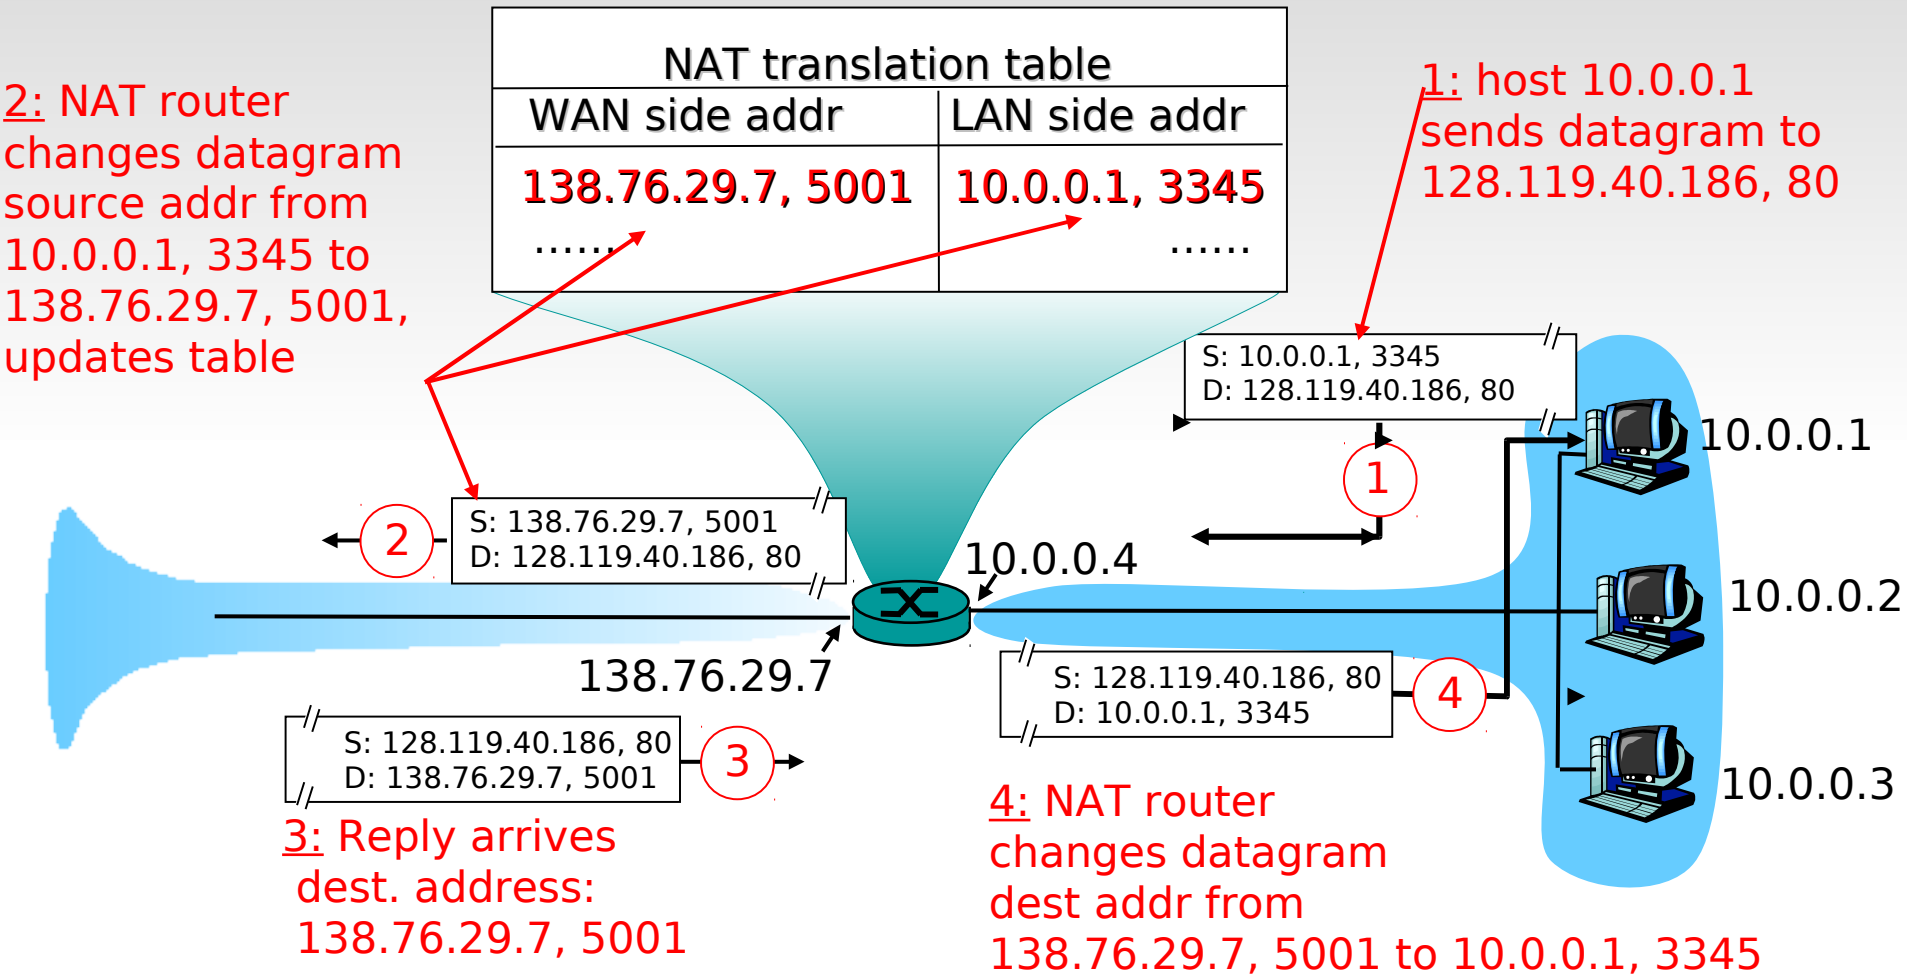 NAT translation table
WAN side addr LAN side addr
138.76.29.7, 5001 10.0.0.1, 3345
...... ......
2: NAT router
changes datagram
source addr from
10.0.0.1, 3345 to
138.76.29.7, 5001,
updates table
1: host 10.0.0.1
sends datagram to
128.119.40.186, 80
S: 10.0.0.1, 3345
D: 128.119.40.186, 80
1
10.0.0.1
2
S: 138.76.29.7, 5001
D: 128.119.40.186, 80
10.0.0.4
10.0.0.2
138.76.29.7
S: 128.119.40.186, 80
D: 10.0.0.1, 3345
4
S: 128.119.40.186, 80
D: 138.76.29.7, 5001
3
10.0.0.3
3: Reply arrives
dest. address:
138.76.29.7, 5001
4: NAT router
changes datagram
dest addr from
138.76.29.7, 5001 to 10.0.0.1, 3345